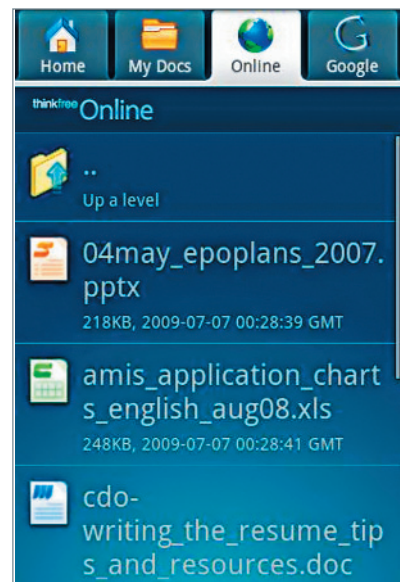 Home My Docs Online Google
thinkfree Online
..
Up a level
04may_epoplans_2007.
pptx
218KB, 2009-07-07 00:28:39 GMT
amis_application_chart
s_english_aug08.xls
248KB, 2009-07-07 00:28:41 GMT
cdo-
writing_the_resume_tip
s_and_resources.doc